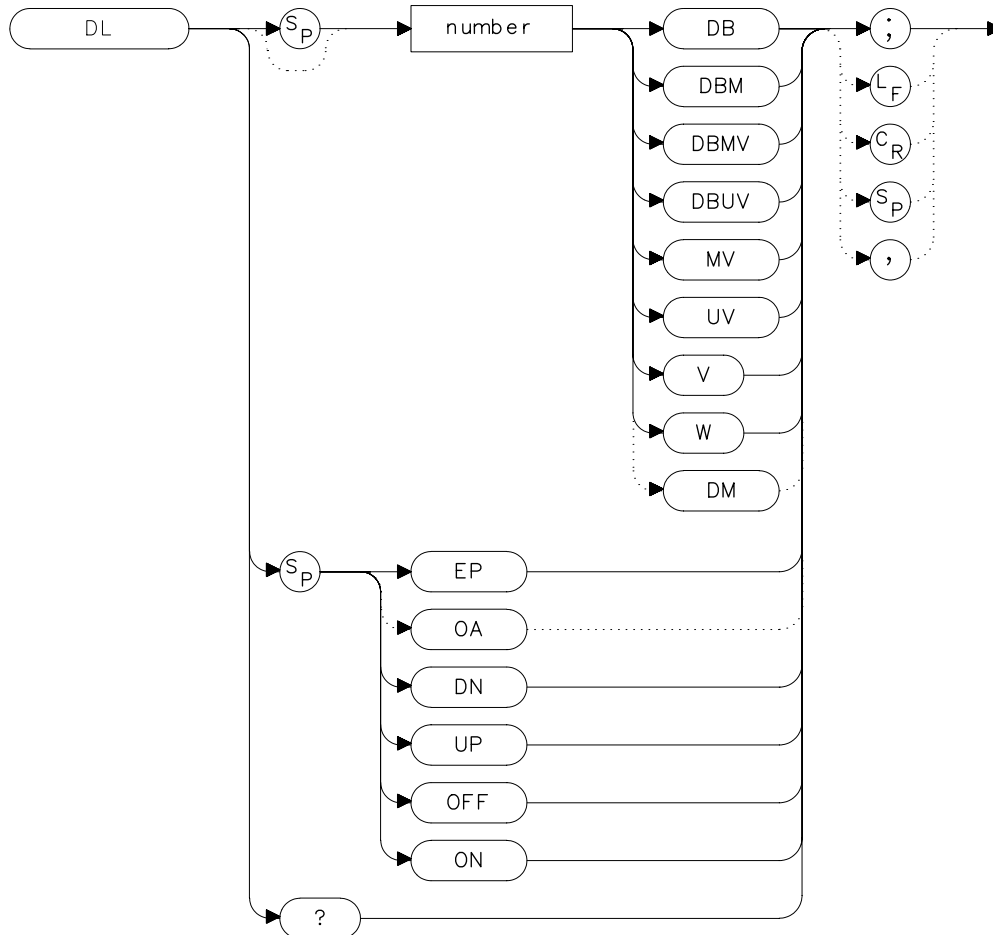 DL SP number DB ;
DBM LF
DBMV CR
DBUV SP
MV ,
UV
V
W
DM
SP EP
OA
DN
UP
OFF
ON
?